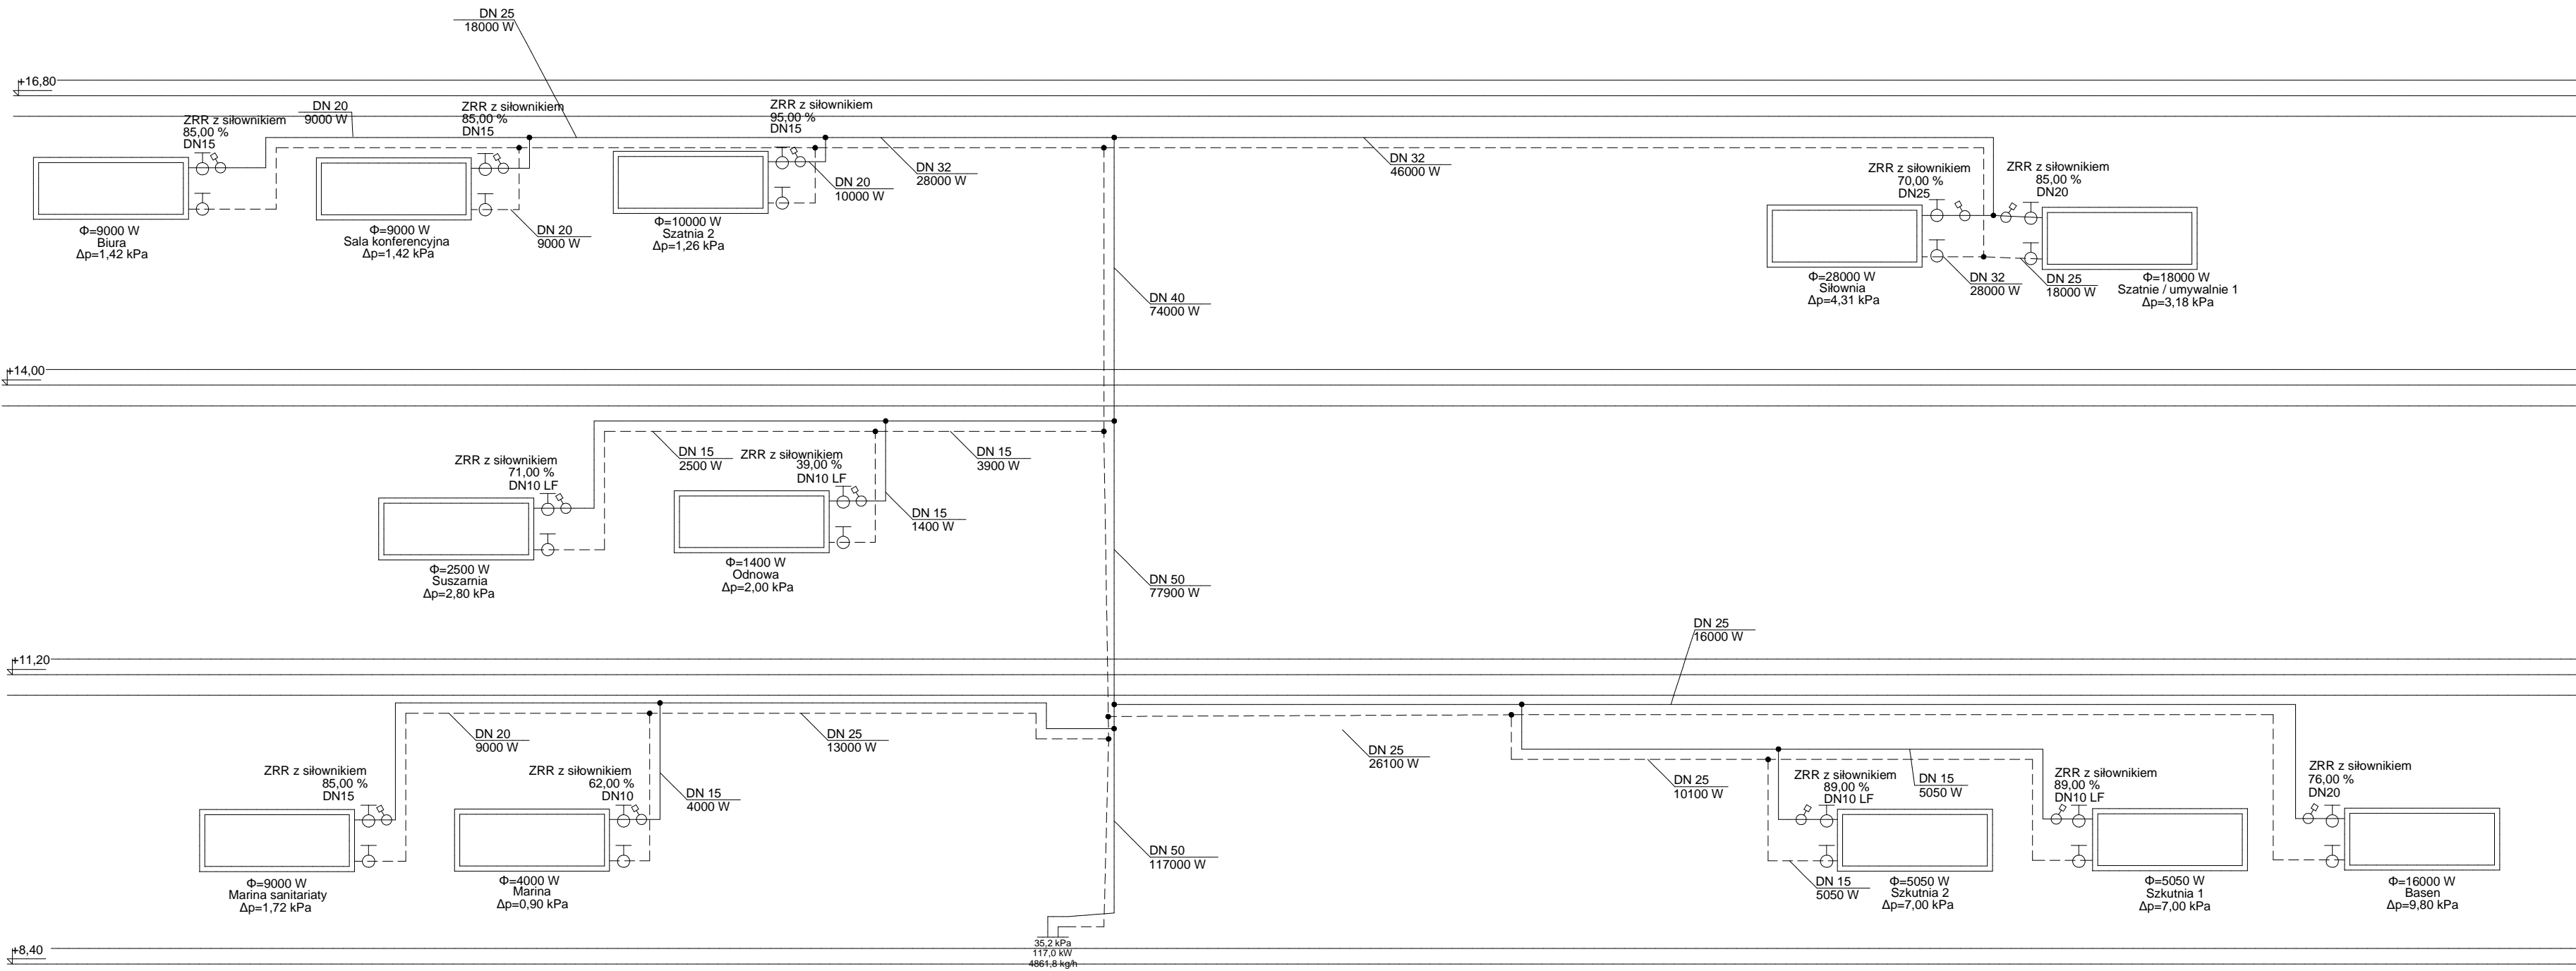 DN 25
18000 W
+16,80
DN 20
9000 W
ZRR z siłownikiem
85,00 %
DN15
ZRR z siłownikiem
85,00 %
DN15
ZRR z siłownikiem
95,00 %
DN15
DN 32
28000 W
DN 20
10000 W
DN 32
46000 W
ZRR z siłownikiem
70,00 %
DN25
ZRR z siłownikiem
85,00 %
DN20
Φ=9000 W
Biura
Δp=1,42 kPa
Φ=9000 W
Sala konferencyjna
Δp=1,42 kPa
DN 20
9000 W
Φ=10000 W
Szatnia 2
Δp=1,26 kPa
DN 40
74000 W
Φ=28000 W
Siłownia
Δp=4,31 kPa
DN 32
28000 W
DN 25
18000 W
Φ=18000 W
Szatnie / umywalnie 1
Δp=3,18 kPa
+14,00
ZRR z siłownikiem
71,00 %
DN10 LF
DN 15
2500 W
ZRR z siłownikiem
39,00 %
DN10 LF
DN 15
3900 W
DN 15
1400 W
Φ=2500 W
Suszarnia
Δp=2,80 kPa
Φ=1400 W
Odnowa
Δp=2,00 kPa
DN 50
77900 W
DN 25
16000 W
+11,20
DN 20
9000 W
DN 25
13000 W
DN 25
26100 W
ZRR z siłownikiem
85,00 %
DN15
ZRR z siłownikiem
62,00 %
DN10
DN 15
4000 W
DN 25
10100 W
ZRR z siłownikiem
89,00 %
DN10 LF
DN 15
5050 W
ZRR z siłownikiem
89,00 %
DN10 LF
ZRR z siłownikiem
76,00 %
DN20
DN 50
117000 W
Φ=9000 W
Marina sanitariaty
Δp=1,72 kPa
Φ=4000 W
Marina
Δp=0,90 kPa
DN 15
5050 W
Φ=5050 W
Szkutnia 2
Δp=7,00 kPa
Φ=5050 W
Szkutnia 1
Δp=7,00 kPa
Φ=16000 W
Basen
Δp=9,80 kPa
+8,40
35,2 kPa
117,0 kW
4861,8 kg/h